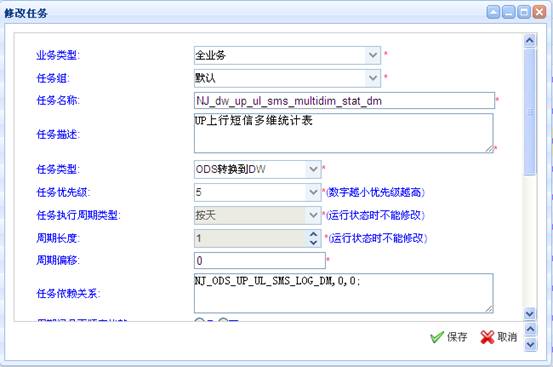 修改任务
业务类型: 全业务 *
任务组: 默认 *
任务名称: NJ_dw_up_ul_sms_multidim_stat_dm *
任务描述: UP上行短信多维统计表 *
任务类型: ODS转换到DW *
任务优先级: 5 *(数字越小优先级越高)
任务执行周期类型: 按天 *(运行状态时不能修改)
周期长度: 1 *(运行状态时不能修改)
周期偏移: 0 *
任务依赖关系: NJ_ODS_UP_UL_SMS_LOG_DM,0,0;
保存 取消